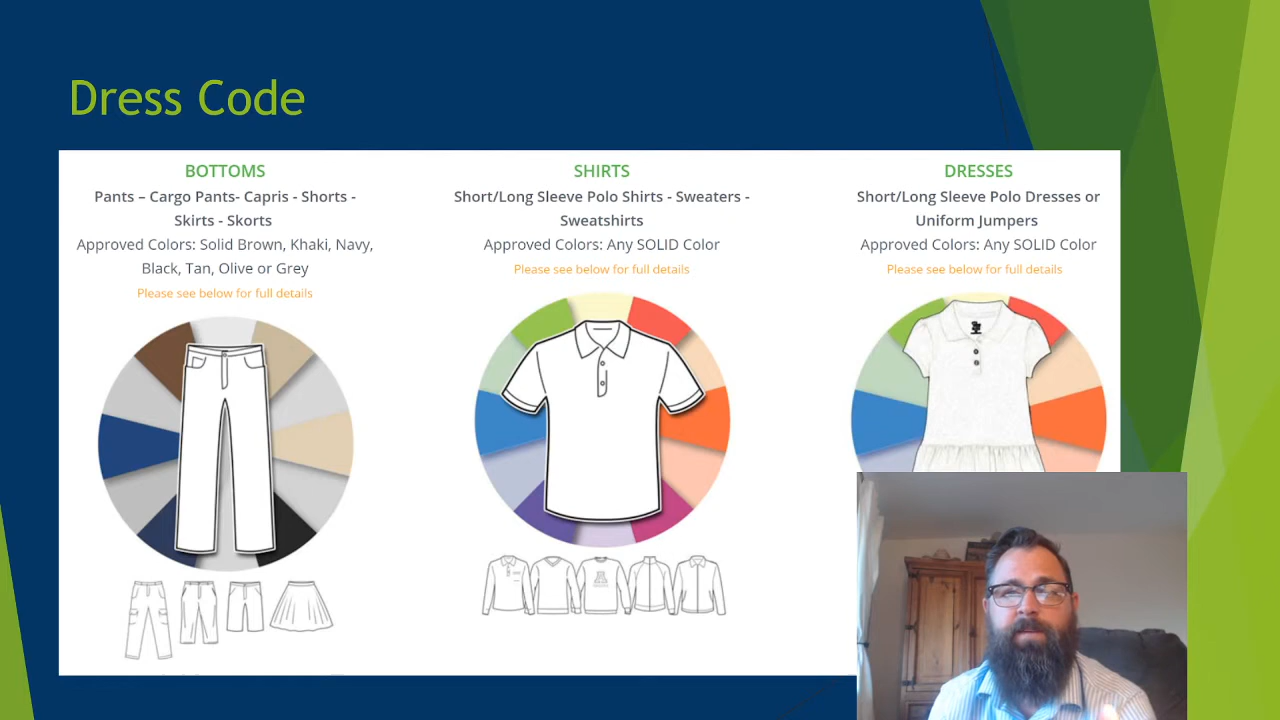 Dress Code
BOTTOMS
Pants – Cargo Pants- Capris - Shorts -
Skirts - Skorts
Approved Colors: Solid Brown, Khaki, Navy,
Black, Tan, Olive or Grey
Please see below for full details
SHIRTS
Short/Long Sleeve Polo Shirts - Sweaters -
Sweatshirts
Approved Colors: Any SOLID Color
Please see below for full details
DRESSES
Short/Long Sleeve Polo Dresses or
Uniform Jumpers
Approved Colors: Any SOLID Color
Please see below for full details